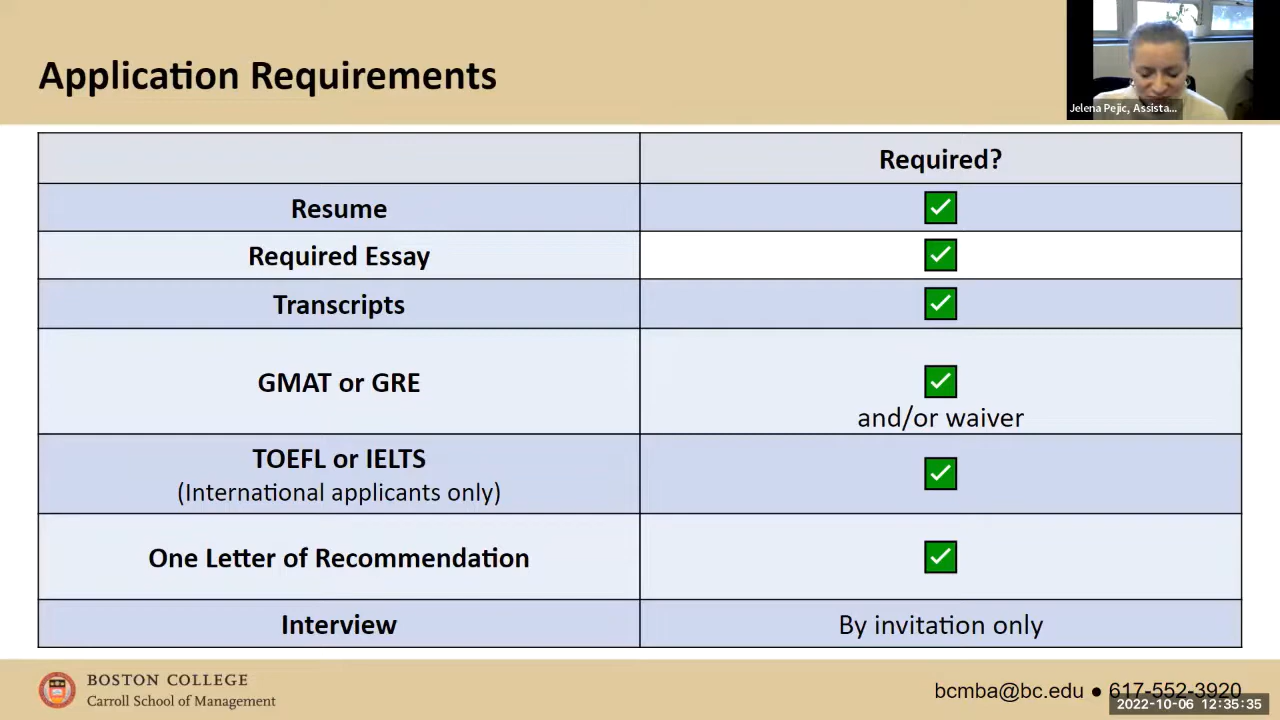 Application Requirements
Jelena Pejic, Assista...
Required?
Resume
Required Essay
Transcripts
GMAT or GRE
and/or waiver
TOEFL or IELTS
(International applicants only)
One Letter of Recommendation
Interview
By invitation only
BOSTON COLLEGE
Carroll School of Management
bcmba@bc.edu ● 617-552-3920
2022-10-06 12:35:35